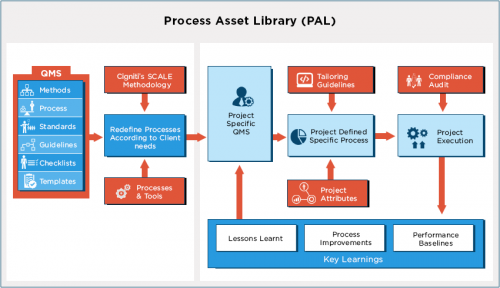 Process Asset Library (PAL)
QMS
Methods
Process
Standards
Guidelines
Checklists
Templates
Cigniti's SCALE
Methodology
Redefine Processes
According to Client
needs
Processes
& Tools
Project
Specific
QMS
Tailoring
Guidelines
Project Defined
Specific Process
Project
Attributes
Compliance
Audit
Project
Execution
Lessons Learnt
Process
Improvements
Performance
Baselines
Key Learnings